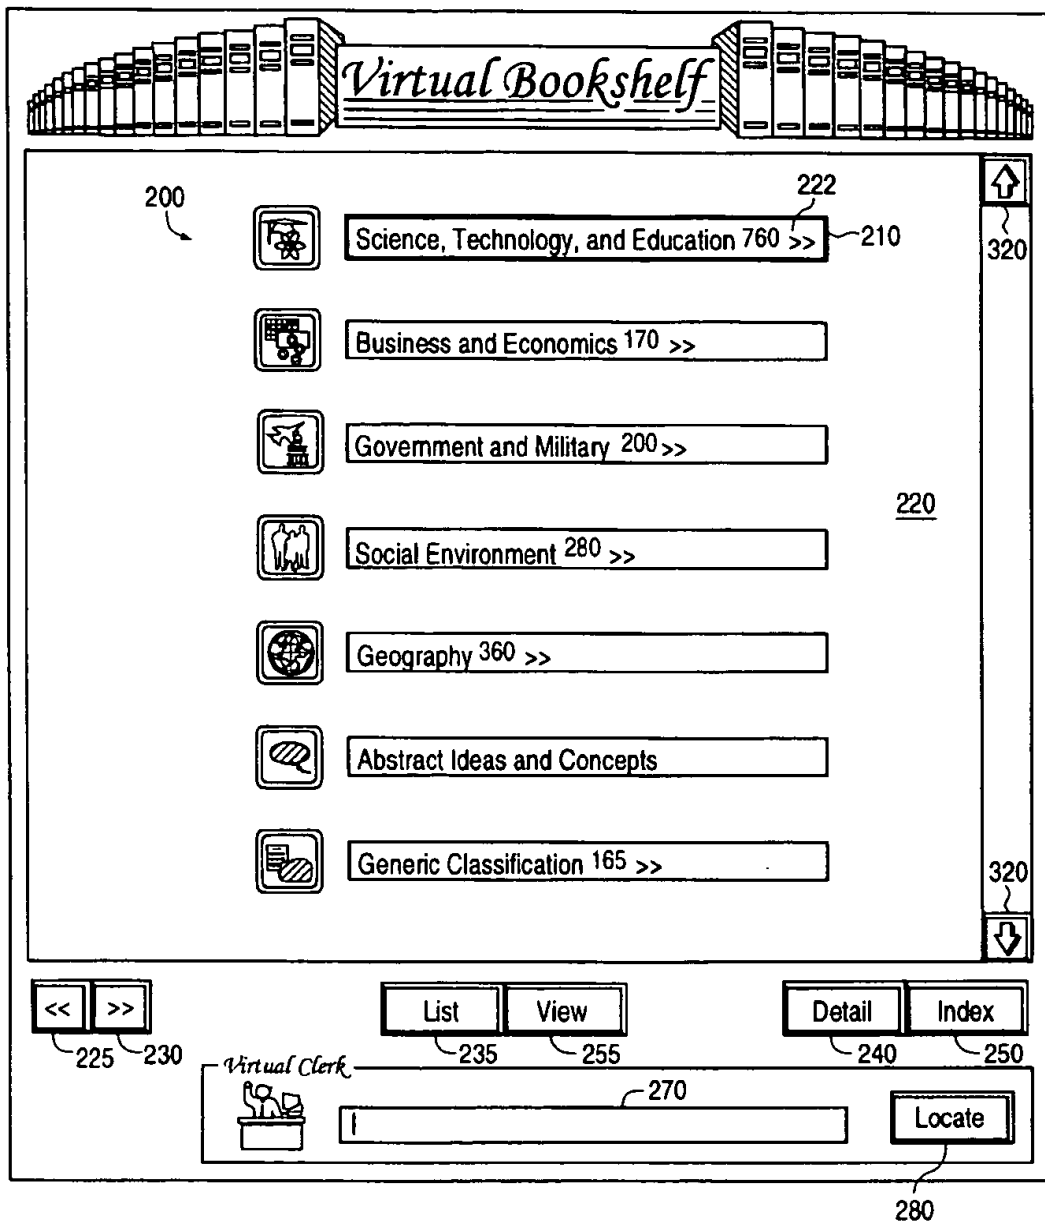 Virtual Bookshelf
222
200
Science, Technology, and Education 760 >>
210
320
Business and Economics 170 >>
Government and Military 200 >>
220
Social Environment 280 >>
Geography 360 >>
Abstract Ideas and Concepts
Generic Classification 165 >>
320
<< >> List View Detail Index
225 230 235 255 240 250
Virtual Clerk
270
Locate
280